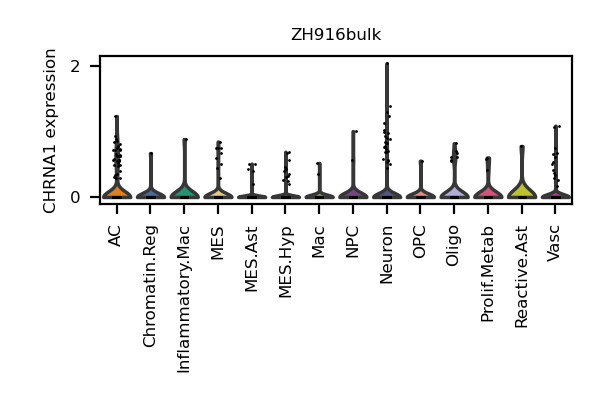 ZH916bulk
CHRNA1 expression
2
0
AC
Chromatin.Reg
Inflammatory.Mac
MES
MES.Ast
MES.Hyp
Mac
NPC
Neuron
OPC
Oligo
Prolif.Metab
Reactive.Ast
Vasc